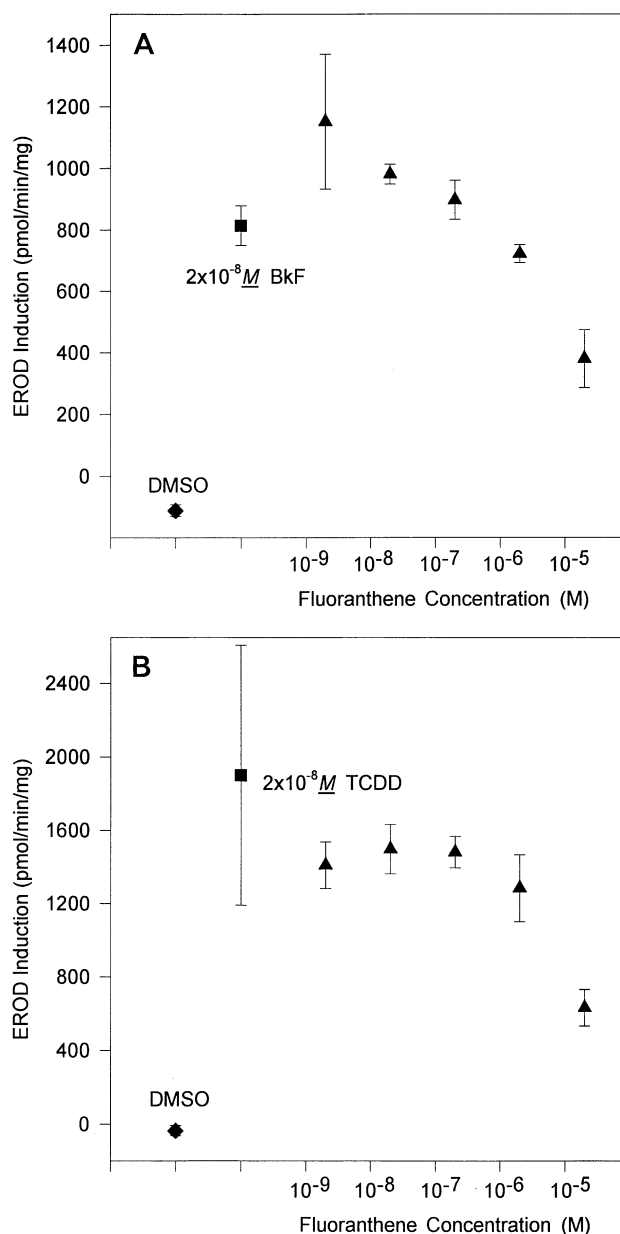 A
EROD Induction (pmol/min/mg)
1400
1200
1000
800
600
400
200
0
2x10⁻⁸ M BkF
DMSO
10⁻⁹ 10⁻⁸ 10⁻⁷ 10⁻⁶ 10⁻⁵
Fluoranthene Concentration (M)
B
EROD Induction (pmol/min/mg)
2400
2000
1600
1200
800
400
0
2x10⁻⁸ M TCDD
DMSO
10⁻⁹ 10⁻⁸ 10⁻⁷ 10⁻⁶ 10⁻⁵
Fluoranthene Concentration (M)